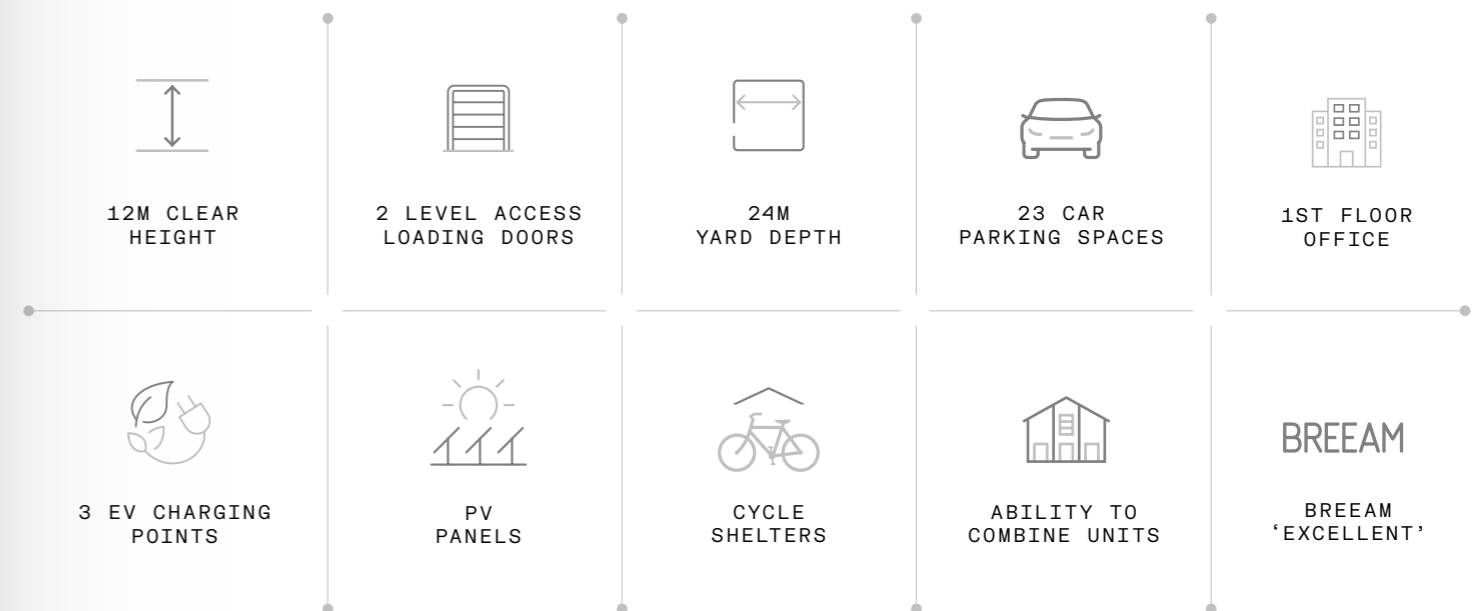 12M CLEAR
HEIGHT
2 LEVEL ACCESS
LOADING DOORS
24M
YARD DEPTH
23 CAR
PARKING SPACES
1ST FLOOR
OFFICE
3 EV CHARGING
POINTS
PV
PANELS
CYCLE
SHELTERS
ABILITY TO
COMBINE UNITS
BREEAM
BREEAM
‘EXCELLENT’